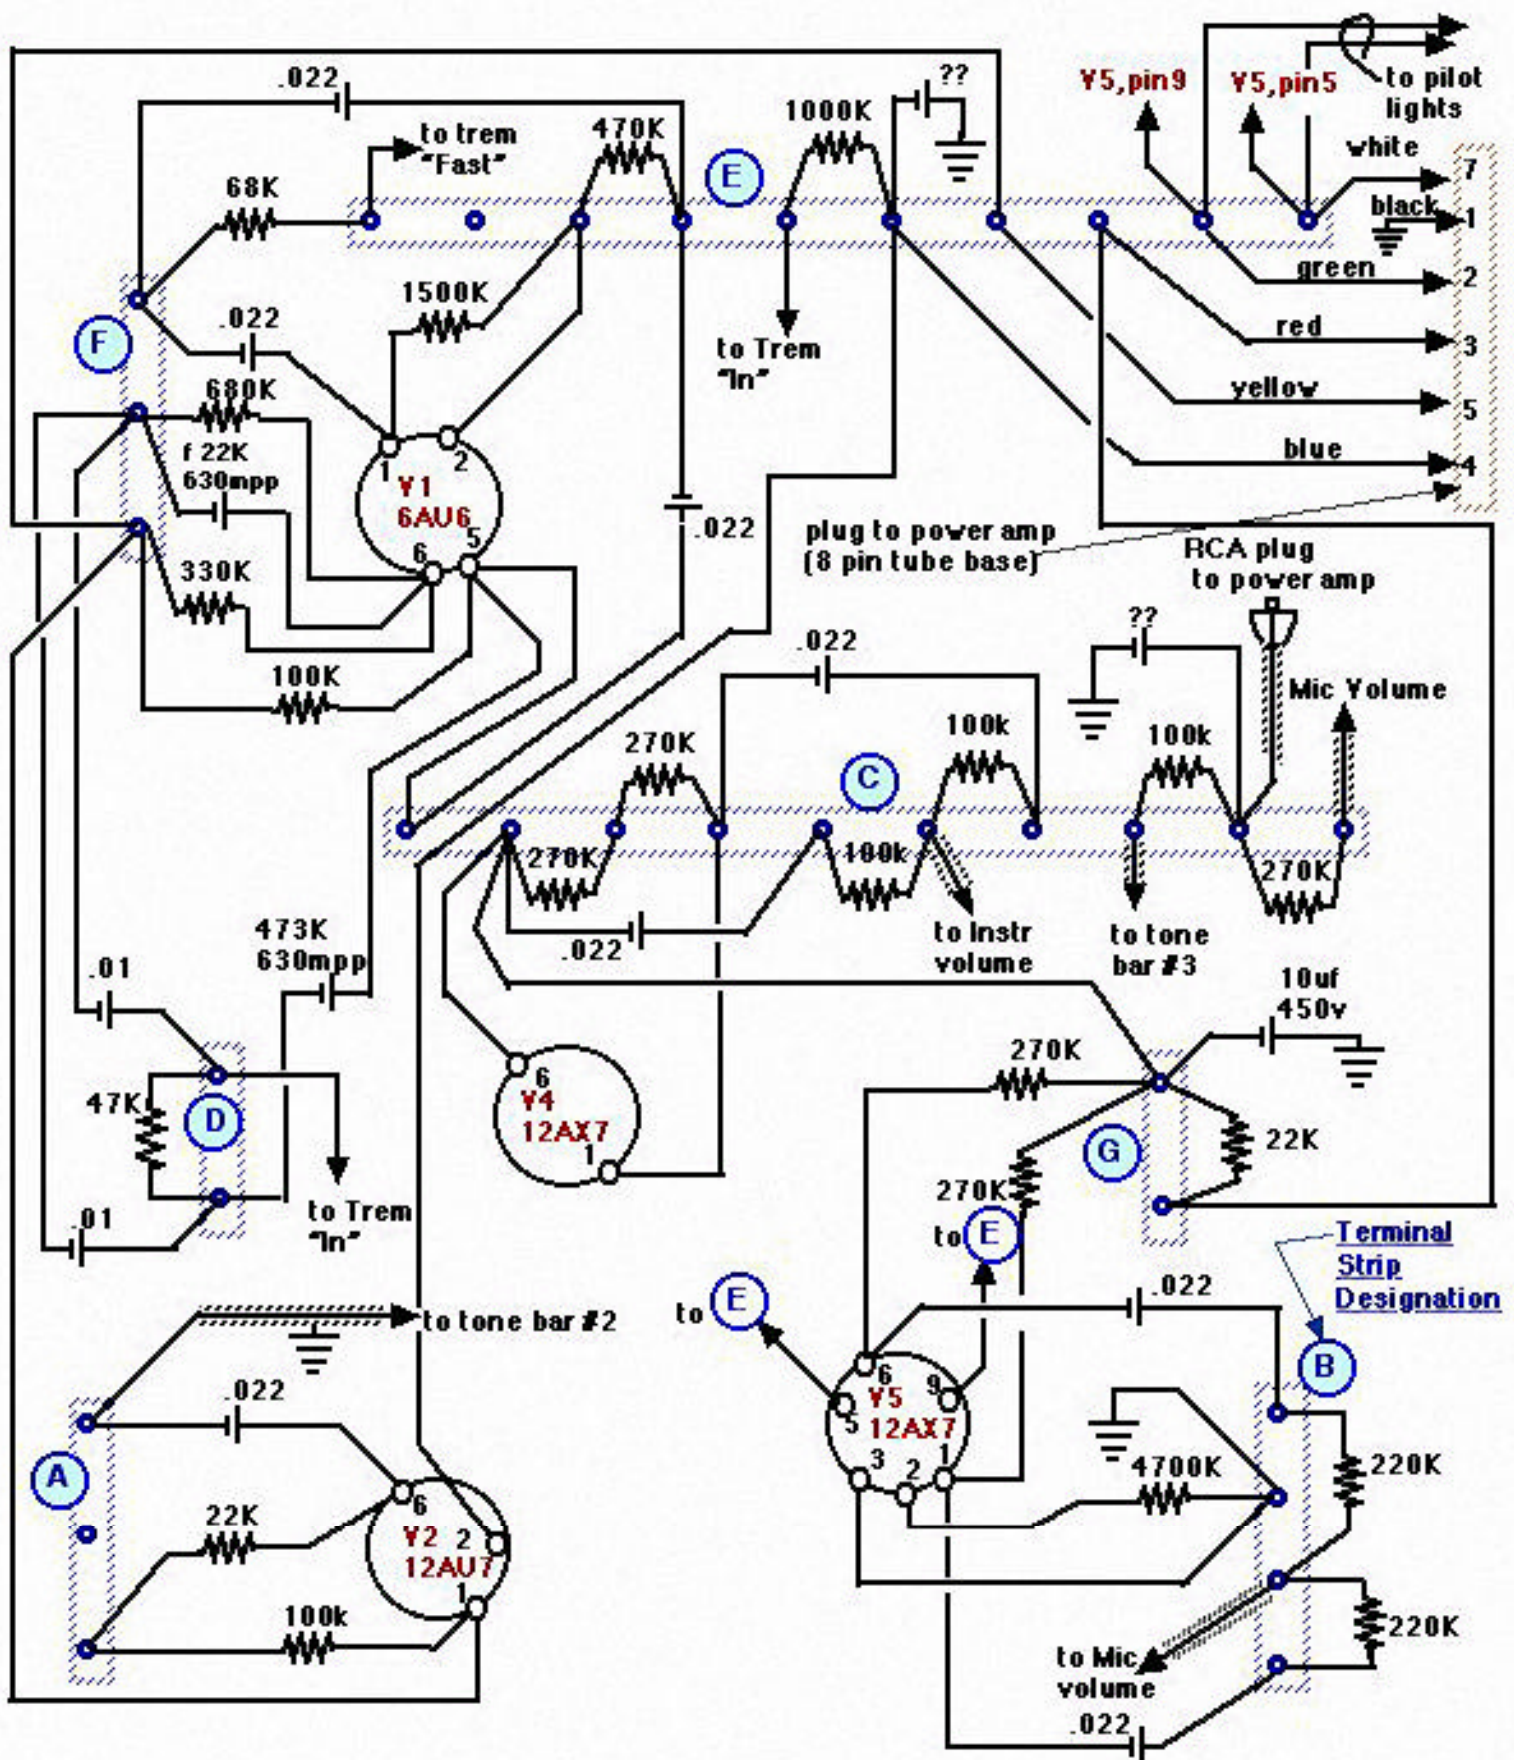 ??
.022
V5,pin9
V5,pin5
to pilot
lights
1000K
to trem
"Fast"
470K
E
white
7
68K
black
1
green
2
1500K
F
.022
red
3
to Trem
"In"
680K
yellow
5
f 22K
630mpp
blue
4
1
2
V1
6AU6
5
6
.022
plug to power amp
(8 pin tube base)
RCA plug
to power amp
330K
??
.022
100K
Mic Volume
270K
100k
100k
C
270K
100k
270K
473K
630mpp
.022
to Instr
volume
to tone
bar #3
.01
10uf
450v
270K
6
V4
12AX7
1
47K
D
G
22K
270K
to E
to Trem
"In"
.01
Terminal
Strip
Designation
to E
.022
to tone bar #2
B
6
9
V5
12AX7
5
3
2
1
.022
A
4700K
220K
6
22K
V2
12AU7
2
1
100k
220K
to Mic
volume
.022